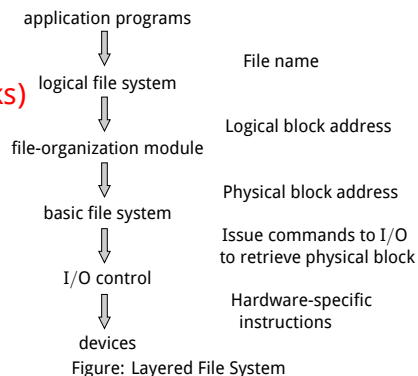 application programs
File name
ks)
logical file system
Logical block address
file-organization module
Physical block address
basic file system
Issue commands to I/O
to retrieve physical block
I/O control
Hardware-specific
instructions
devices
Figure: Layered File System